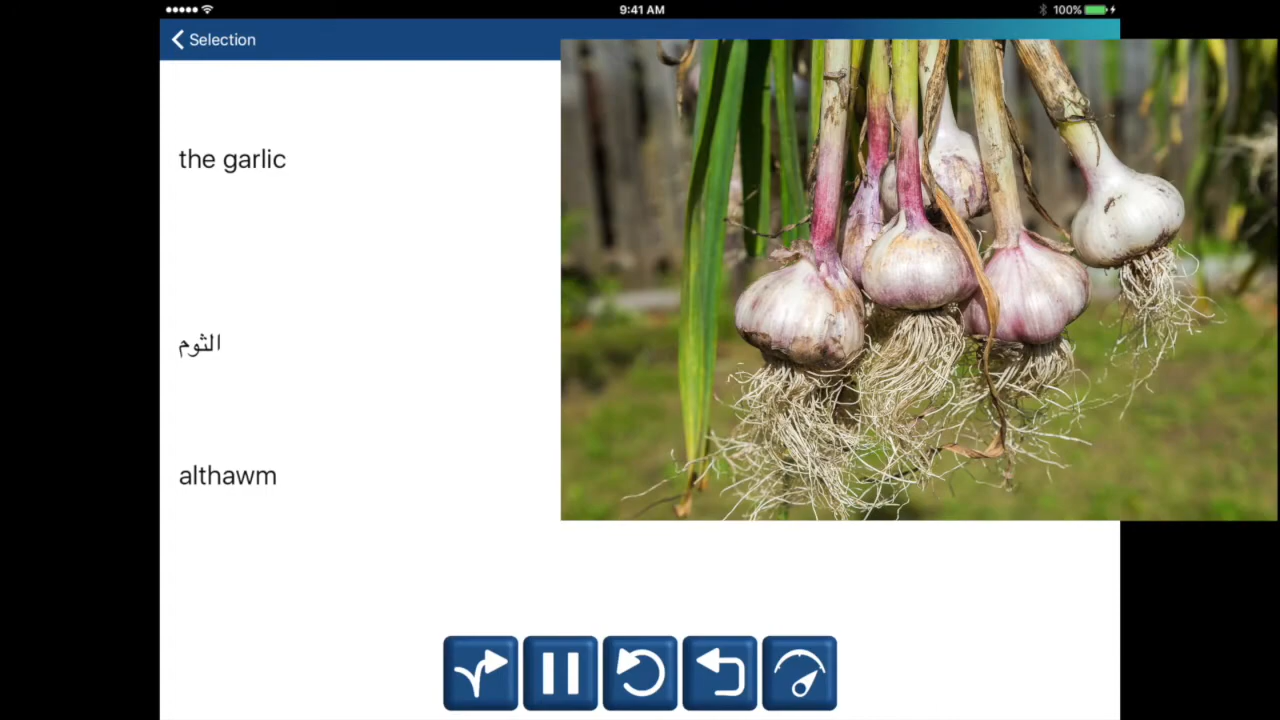 9:41 AM
100%
Selection
the garlic
الثوم
althawm